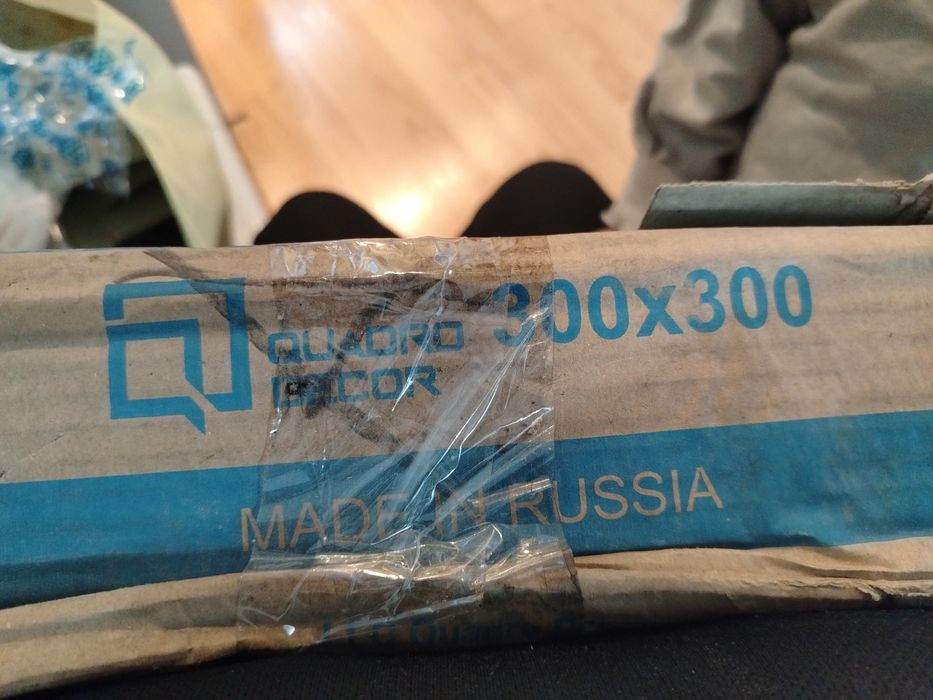 QUADRO
DECOR
300x300
MADE IN RUSSIA